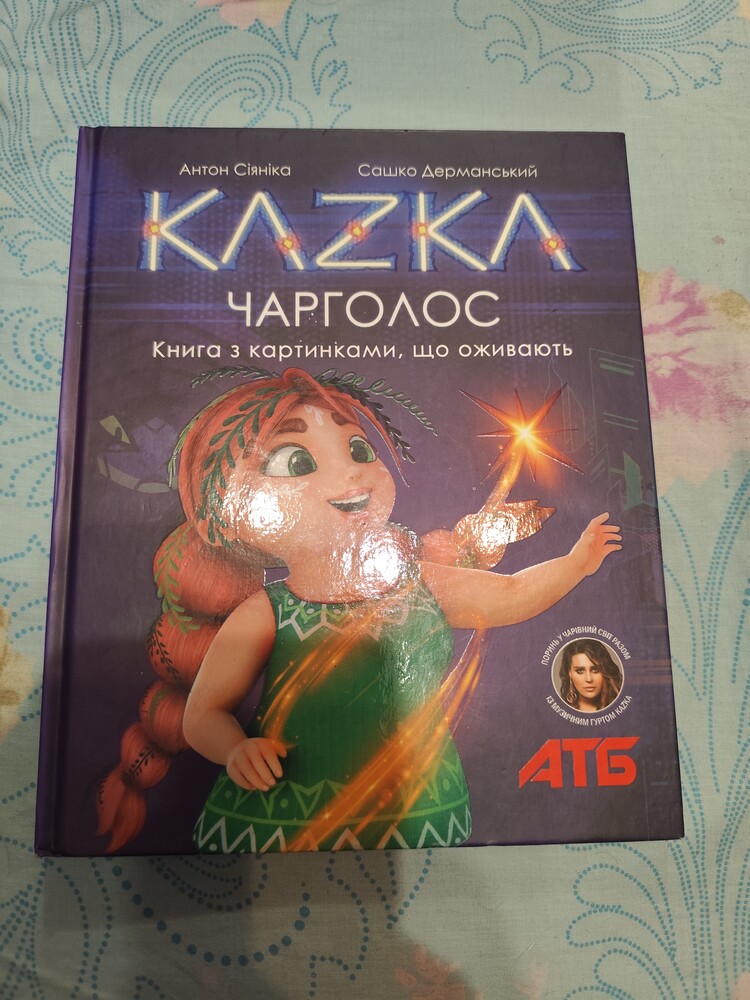 Антон Сіяніка Сашко Дерманський
KAZKA
ЧАРГОЛОС
Книга з картинками, що оживають
ПОРИНЬ У ЧАРІВНИЙ СВІТ РАЗОМ
ІЗ МУЗИЧНИМ ГУРТОМ KAZKA
АТБ